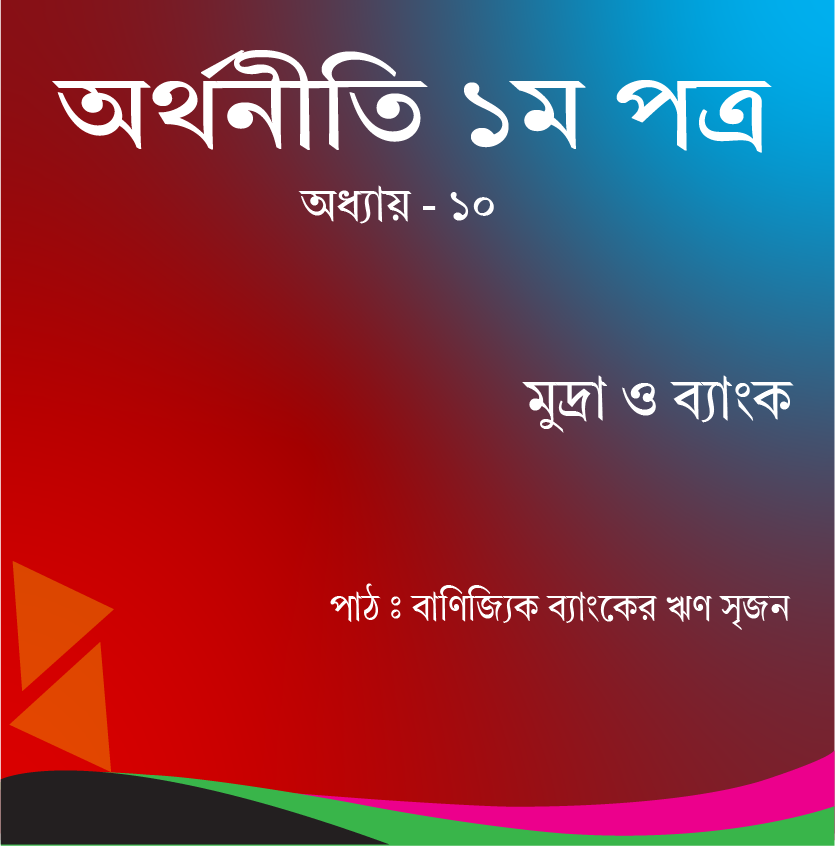 অর্থনীতি ১ম পত্র
অধ্যায় - ১০
মুদ্রা ও ব্যাংক
পাঠ ঃ বাণিজ্যিক ব্যাংকের ঋণ সৃজন